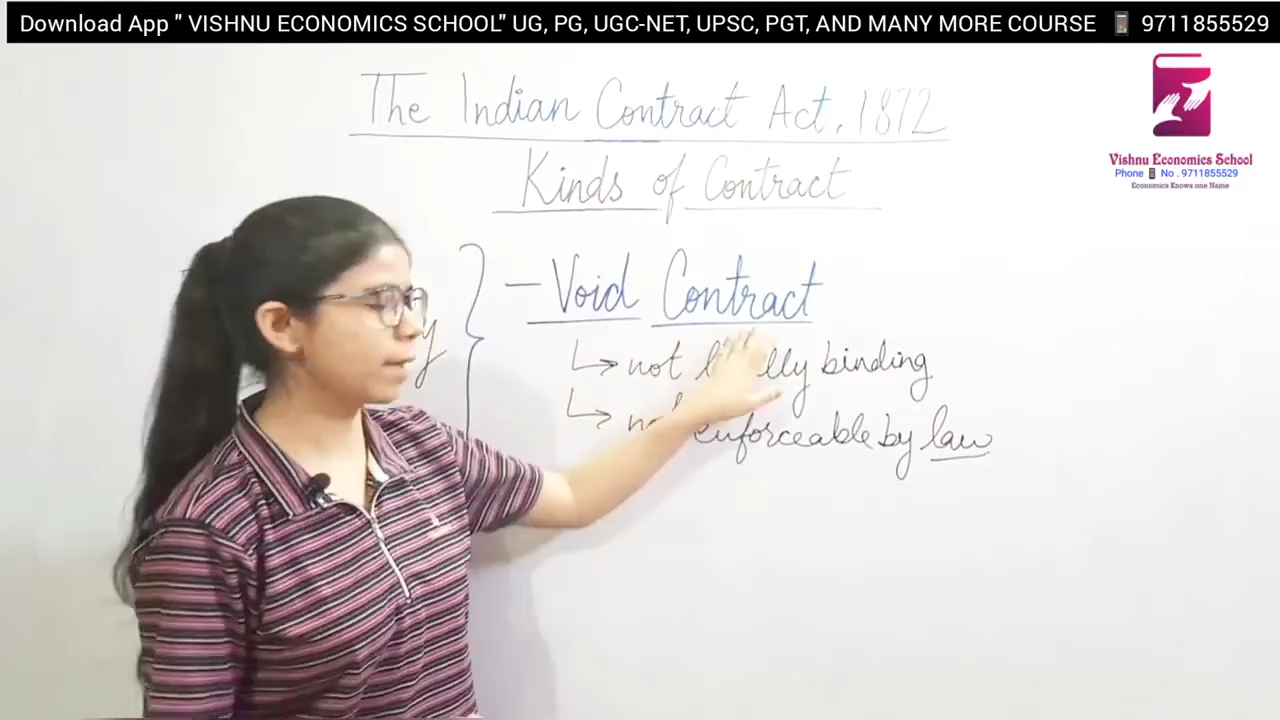 Download App " VISHNU ECONOMICS SCHOOL" UG, PG, UGC-NET, UPSC, PGT, AND MANY MORE COURSE 📱 9711855529
The Indian Contract Act, 1872
Kinds of Contract
Vishnu Economics School
Phone 📱 No . 9711855529
Economics Knows one Name
- Void Contract
↳ not binding
↳ enforceable by law